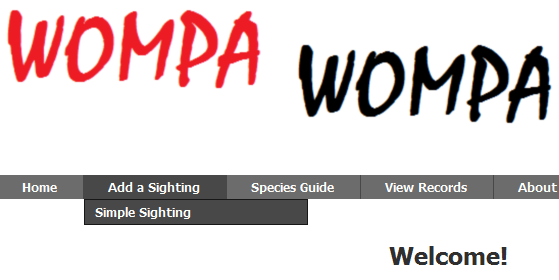 WOMPA WOMPA
Home Add a Sighting Species Guide View Records About
Simple Sighting
Welcome!